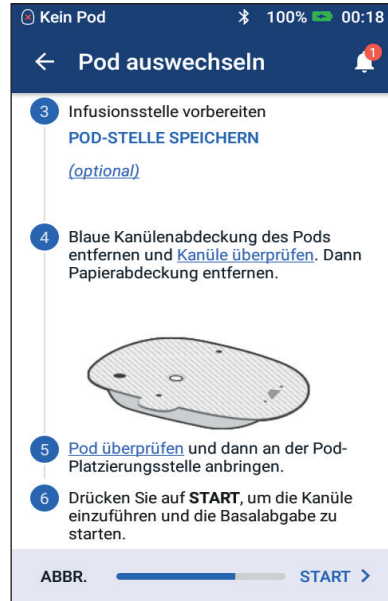 Kein Pod 100% 00:18
Pod auswechseln 1
3 Infusionsstelle vorbereiten
POD-STELLE SPEICHERN
(optional)
4 Blaue Kanülenabdeckung des Pods
entfernen und Kanüle überprüfen. Dann
Papierabdeckung entfernen.
5 Pod überprüfen und dann an der Pod-
Platzierungsstelle anbringen.
6 Drücken Sie auf START, um die Kanüle
einzuführen und die Basalabgabe zu
starten.
ABBR. START